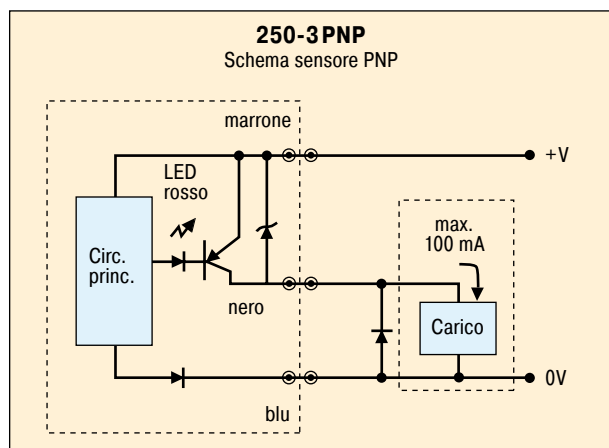 250-3 PNP
Schema sensore PNP
marrone
+V
LED
rosso
max.
100 mA
Circ.
princ.
nero
Carico
0V
blu